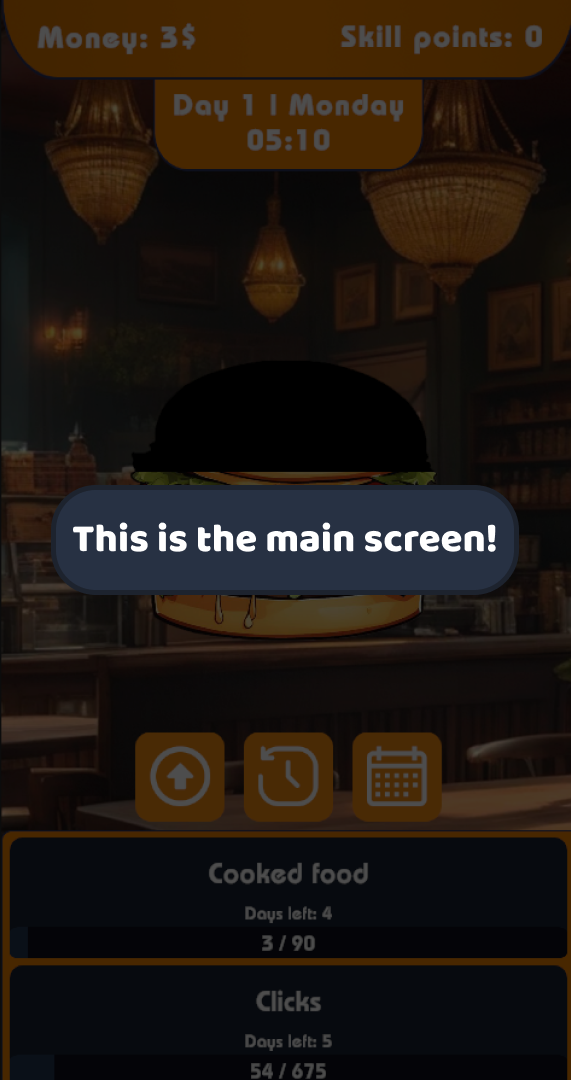 Money: 3$
Skill points: 0
Day 1 | Monday
05:10
This is the main screen!
Cooked food
Days left: 4
3 / 90
Clicks
Days left: 5
54 / 675